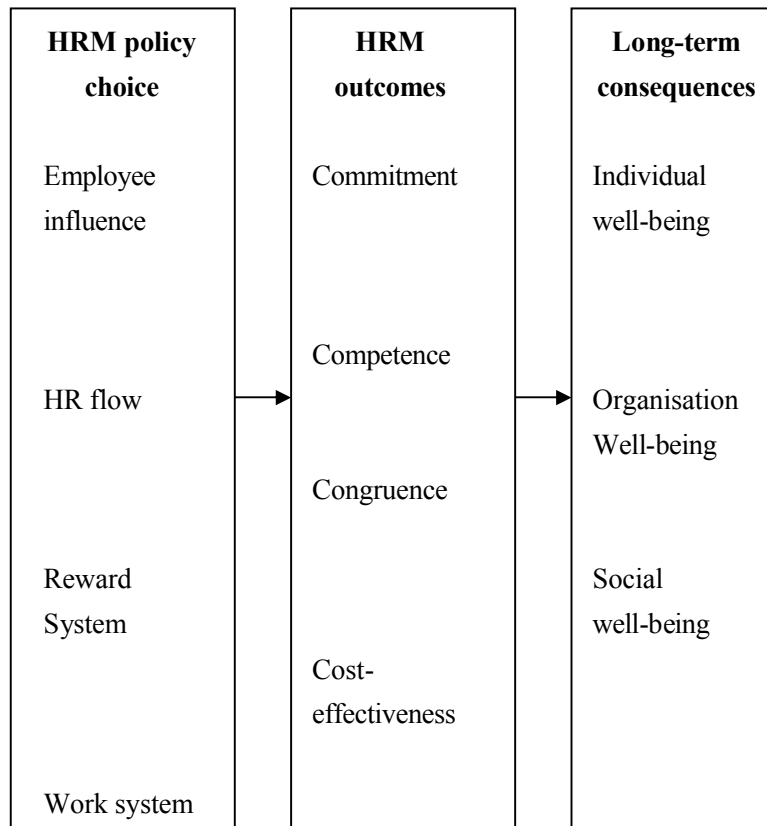 HRM policy
choice
Employee
influence
HR flow
Reward
System
Work system
HRM
outcomes
Commitment
Competence
Congruence
Cost-
effectiveness
Long-term
consequences
Individual
well-being
Organisation
Well-being
Social
well-being